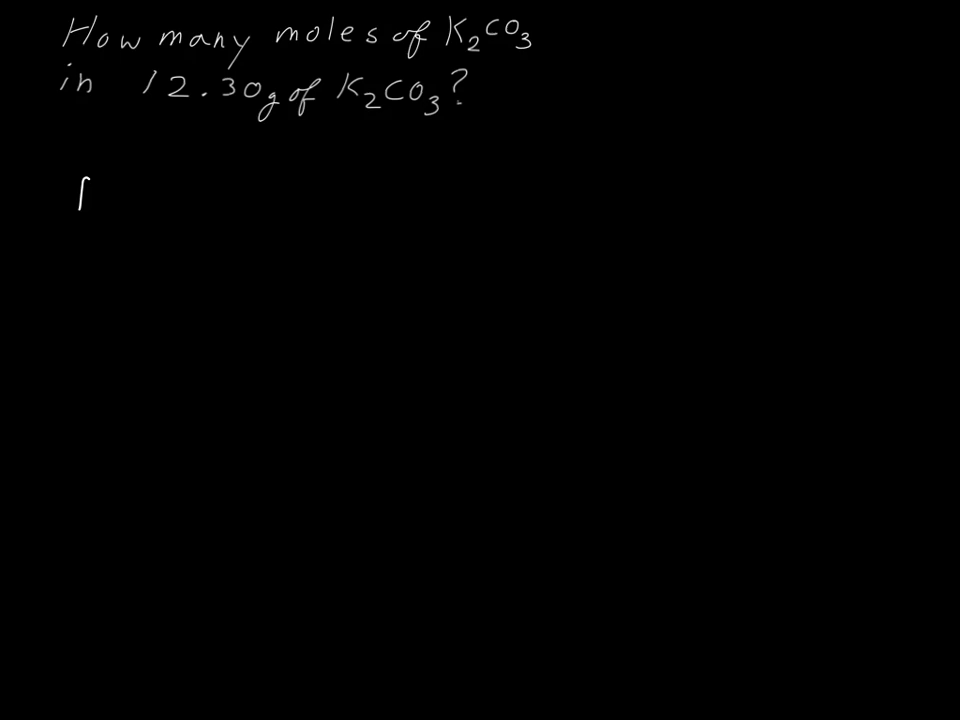 How many moles of K₂CO₃
in 12.30g of K₂CO₃?